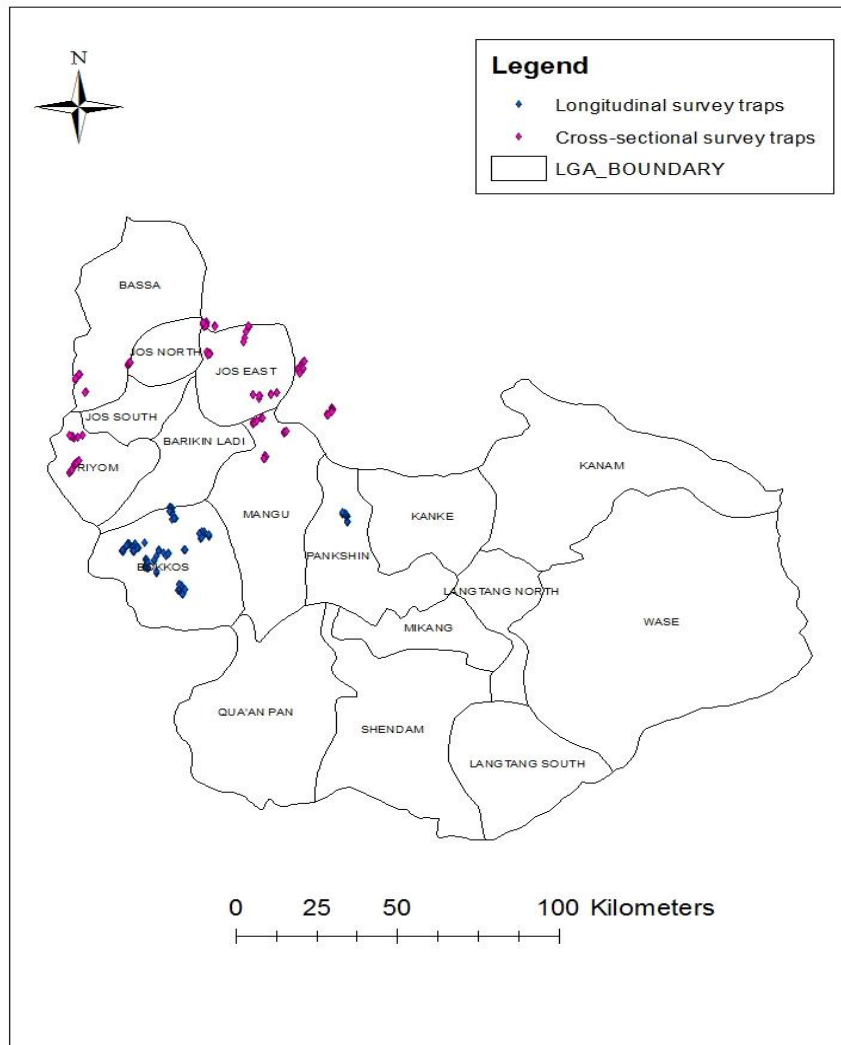 N
Legend
Longitudinal survey traps
Cross-sectional survey traps
LGA_BOUNDARY
BASSA
JOS NORTH
JOS EAST
JOS SOUTH
BARIKIN LADI
RIYOM
KANAM
MANGU
KANKE
PANKSHIN
BOKKOS
LANGTANG NORTH
MIKANG
WASE
QUA'AN PAN
SHENDAM
LANGTANG SOUTH
0 25 50 100 Kilometers